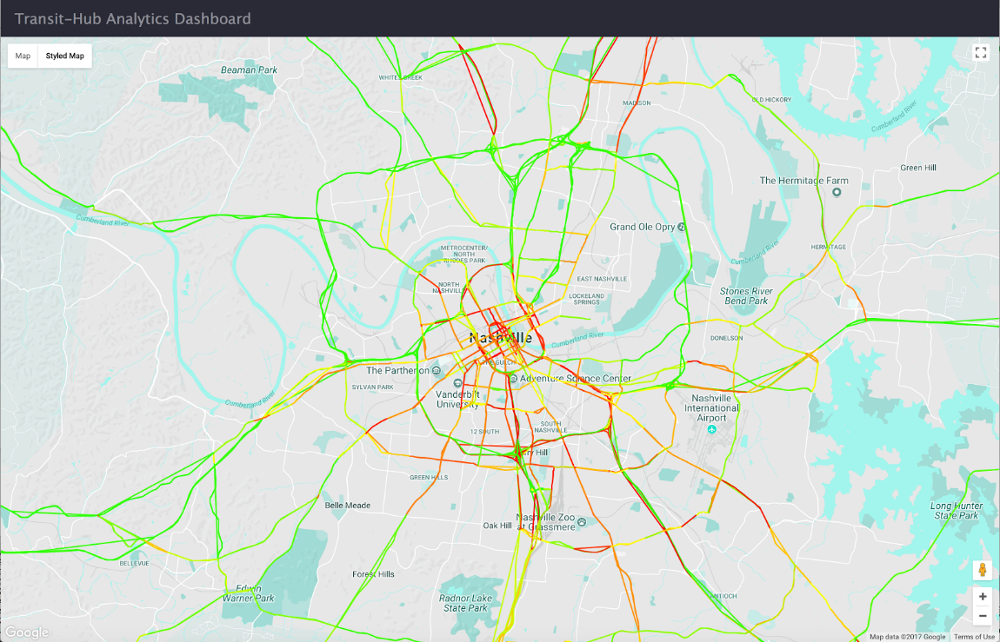 Transit-Hub Analytics Dashboard
Map
Styled Map
Beaman Park
WHITES CREEK
MADISON
OLD HICKORY
Cumberland River
Green Hill
The Hermitage Farm
Cumberland River
Grand Ole Opry
HERMITAGE
METROCENTER/
NORTH
RHODES PARK
Cumberland River
EAST NASHVILLE
NORTH
NASHVILLE
LOCKELAND
SPRINGS
Stones River
Bend Park
Nashville
Cumberland River
DONELSON
THE GULCH
The Parthenon
Adventure Science Center
SYLVAN PARK
Vanderbilt
University
Cumberland River
Nashville
International
Airport
12 SOUTH
SOUTH
NASHVILLE
Berry Hill
GREEN HILLS
Belle Meade
Long Hunter
State Park
Nashville Zoo
at Grassmere
Oak Hill
BELLEVUE
Forest Hills
Edwin
Warner Park
Radnor Lake
State Park
ANTIOCH
Google
Map data ©2017 Google
Terms of Use